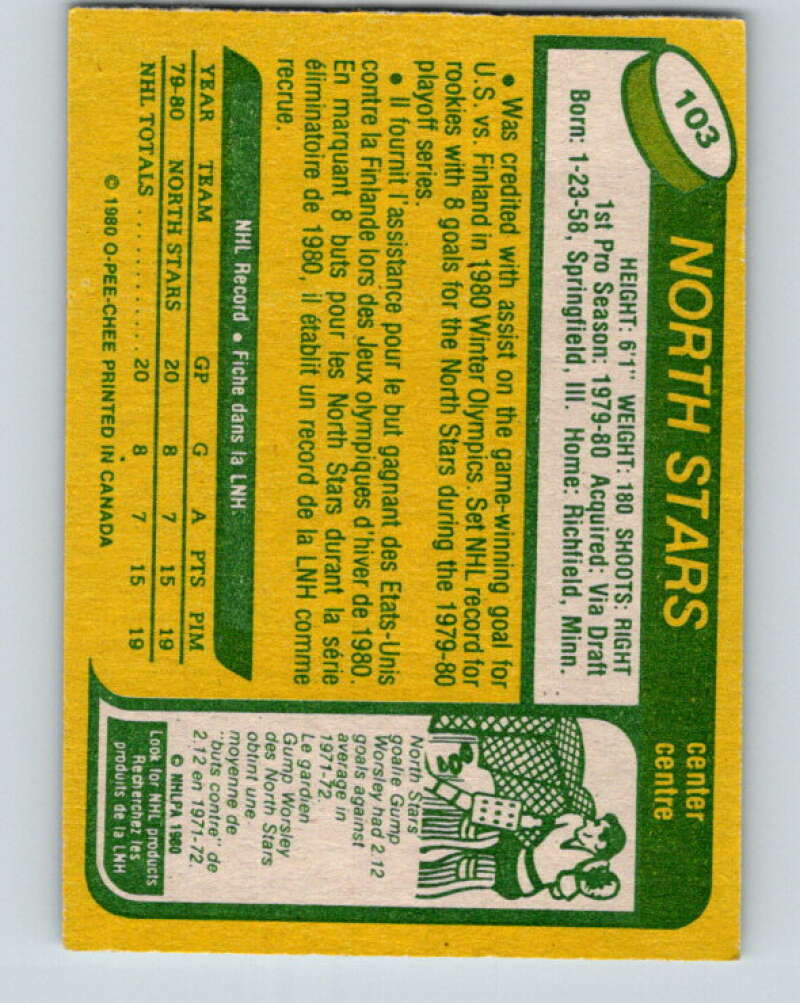 103
NORTH STARS
center
centre
HEIGHT: 6'1" WEIGHT: 180 SHOOTS: RIGHT
1st Pro Season: 1979-80 Acquired: Via Draft
Born: 1-23-58, Springfield, Ill. Home: Richfield, Minn.
• Was credited with assist on the game-winning goal for
U.S. vs. Finland in 1980 Winter Olympics. Set NHL record for
rookies with 8 goals for the North Stars during the 1979-80
playoff series.
• Il fournit l'assistance pour le but gagnant des Etats-Unis
contre la Finlande lors des Jeux olympiques d'hiver de 1980.
En marquant 8 buts pour les North Stars durant la série
éliminatoire de 1980, il établit un record de la LNH comme
recrue.
NHL Record • Fiche dans la LNH
YEAR TEAM GP G A PTS PIM
79-80 NORTH STARS 20 8 7 15 19
NHL TOTALS .......... 20 8 7 15 19
© 1980 O-PEE-CHEE PRINTED IN CANADA
North Stars
goalie Gump
Worsley had 2.12
goals against
average in
1971-72.
Le gardien
Gump Worsley
des North Stars
obtint une
moyenne de
"buts contre" de
2.12 en 1971-72.
© NHLPA 1980
Look for NHL products
Recherchez les
produits de la LNH